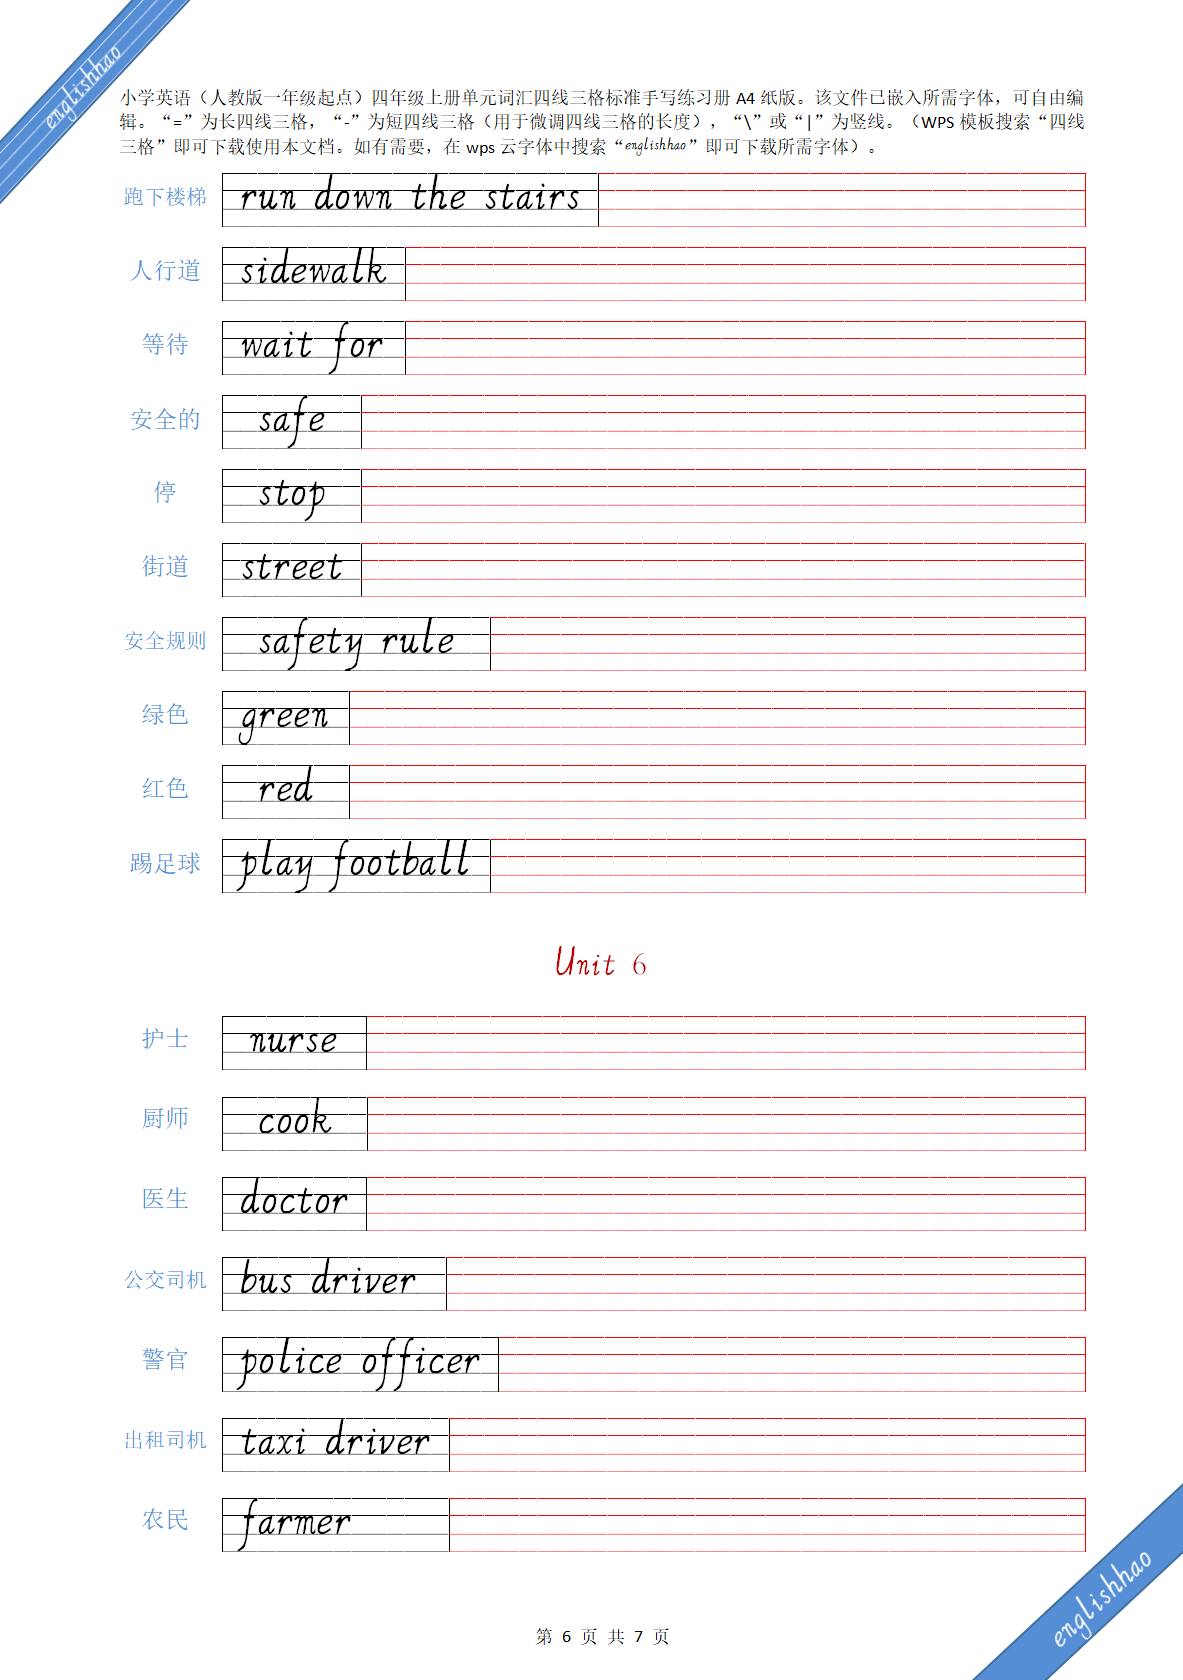 englishhao
小学英语（人教版一年级起点）四年级上册单元词汇四线三格标准手写练习册 A4 纸版。该文件已嵌入所需字体，可自由编
辑。“=”为长四线三格，“-”为短四线三格（用于微调四线三格的长度），“\”或“|”为竖线。（WPS 模板搜索“四线
三格”即可下载使用本文档。如有需要，在 wps 云字体中搜索“englishhao”即可下载所需字体）。
跑下楼梯 run down the stairs
人行道 sidewalk
等待 wait for
安全的 safe
停 stop
街道 street
安全规则 safety rule
绿色 green
红色 red
踢足球 play football
Unit 6
护士 nurse
厨师 cook
医生 doctor
公交司机 bus driver
警官 police officer
出租司机 taxi driver
农民 farmer
englishhao
第 6 页 共 7 页